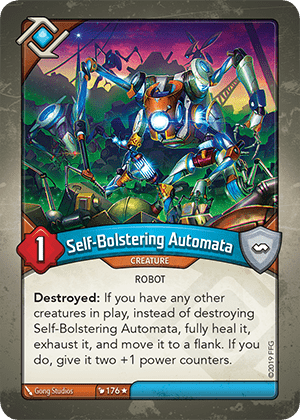 Self-Bolstering Automata
1
CREATURE
ROBOT
Destroyed: If you have any other
creatures in play, instead of destroying
Self-Bolstering Automata, fully heal it,
exhaust it, and move it to a flank. If you
do, give it two +1 power counters.
Gong Studios
176
©2019 FFG